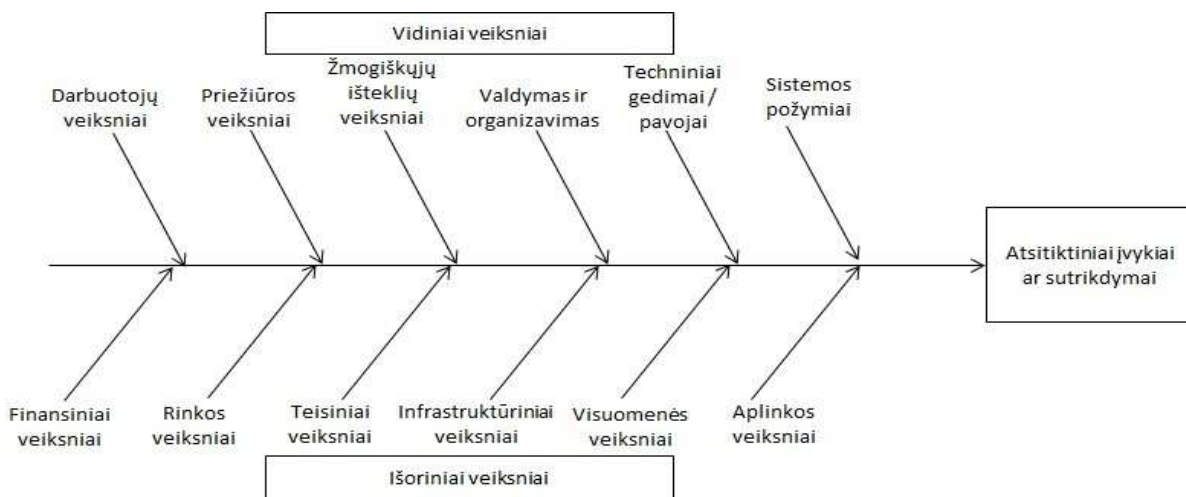 Vidiniai veiksniai
Darbuotojų
veiksniai
Priežiūros
veiksniai
Žmogiškųjų
išteklių
veiksniai
Valdymas ir
organizavimas
Techniniai
gedimai /
pavojai
Sistemos
požymiai
Atsitiktiniai įvykiai
ar sutrikdymai
Finansiniai
veiksniai
Rinkos
veiksniai
Teisiniai
veiksniai
Infrastruktūriniai
veiksniai
Visuomenės
veiksniai
Aplinkos
veiksniai
Išoriniai veiksniai